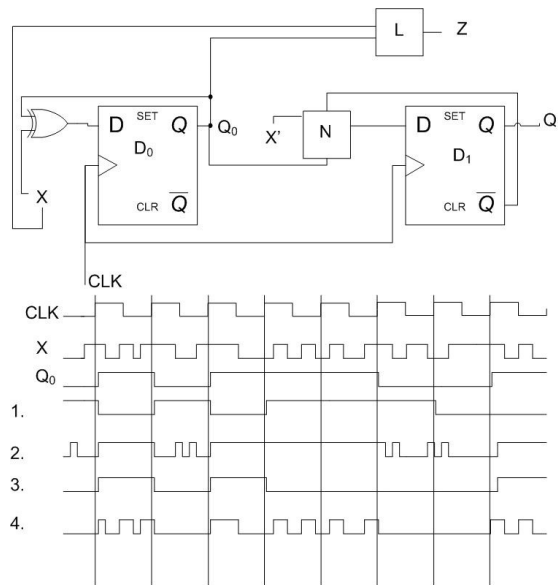 L Z
SET SET
D Q Q₀ N D Q Q
D₀ X' D₁
X CLR Q̅ CLR Q̅
CLK
CLK
X
Q₀
1.
2.
3.
4.